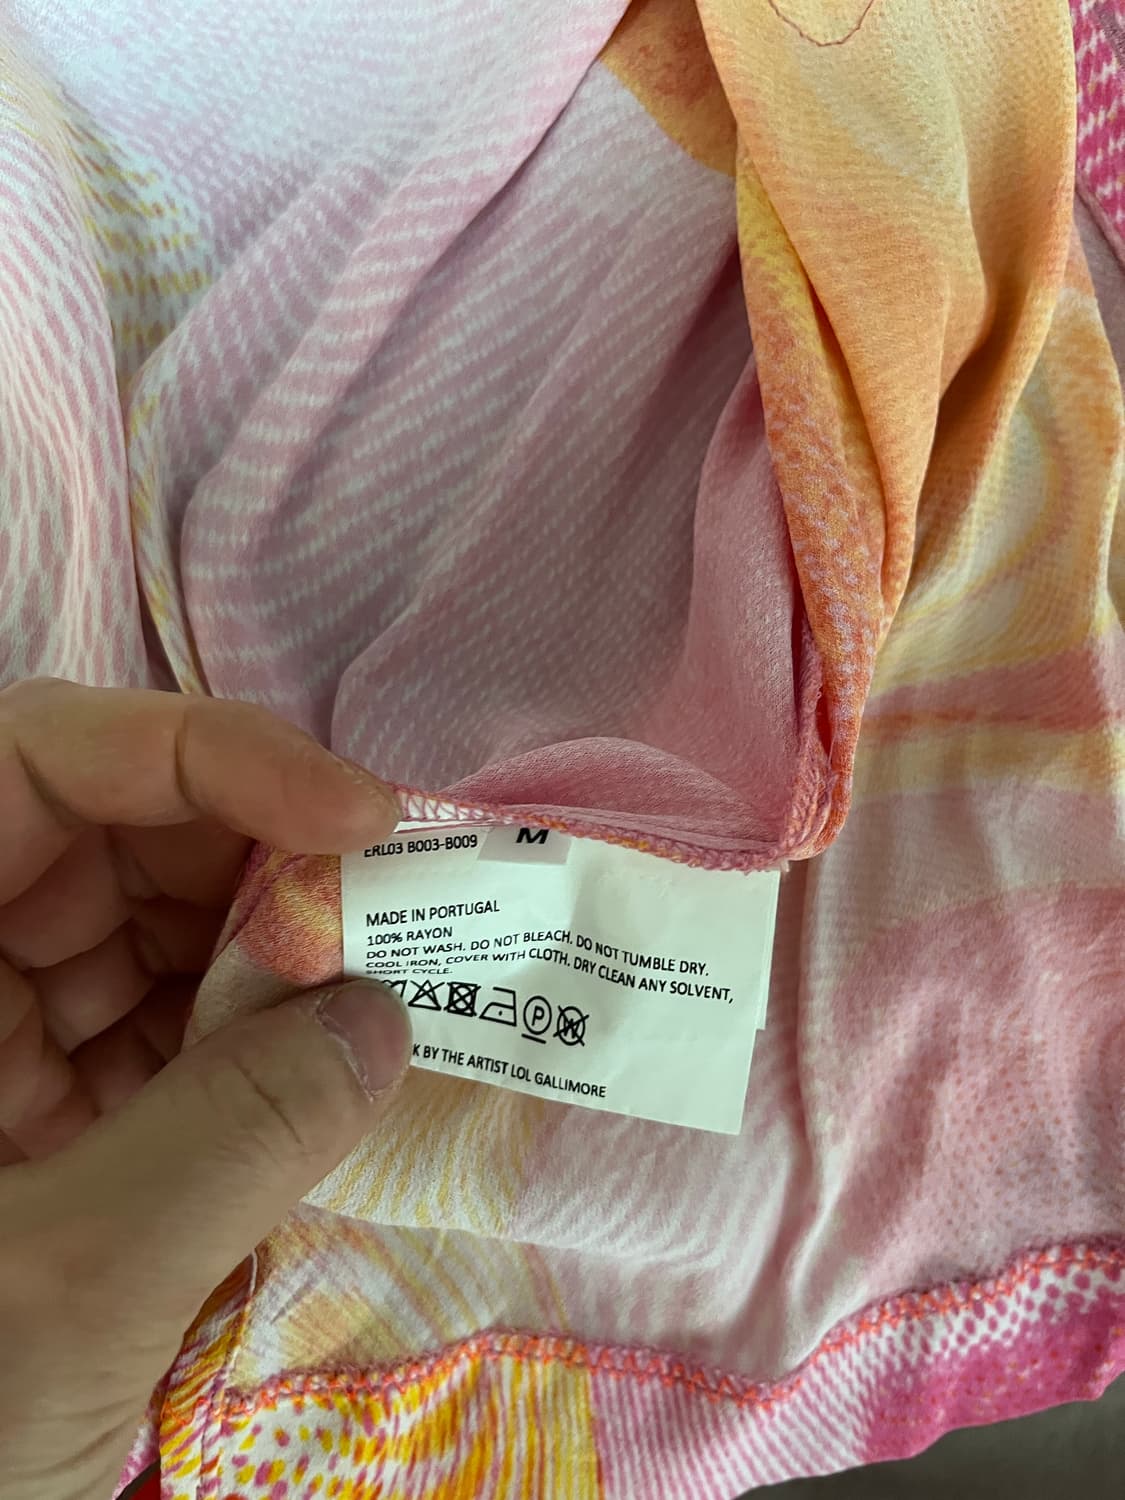 ERL03 B003-B009
M
MADE IN PORTUGAL
100% RAYON
DO NOT WASH. DO NOT BLEACH. DO NOT TUMBLE DRY.
COOL IRON, COVER WITH CLOTH. DRY CLEAN ANY SOLVENT,
SHORT CYCLE.
P
W
BY THE ARTIST LOL GALLIMORE